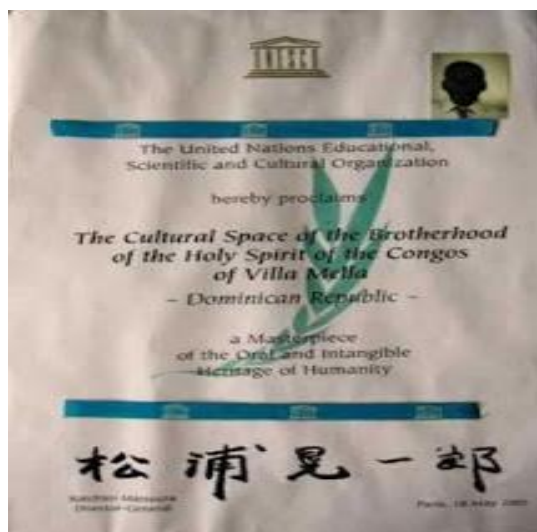 The United Nations Educational,
Scientific and Cultural Organization
hereby proclaims
The Cultural Space of the Brotherhood
of the Holy Spirit of the Congos
of Villa Mella
– Dominican Republic –
a Masterpiece
of the Oral and Intangible
Heritage of Humanity
松浦晃一郎
Director-General
Paris, 18 May